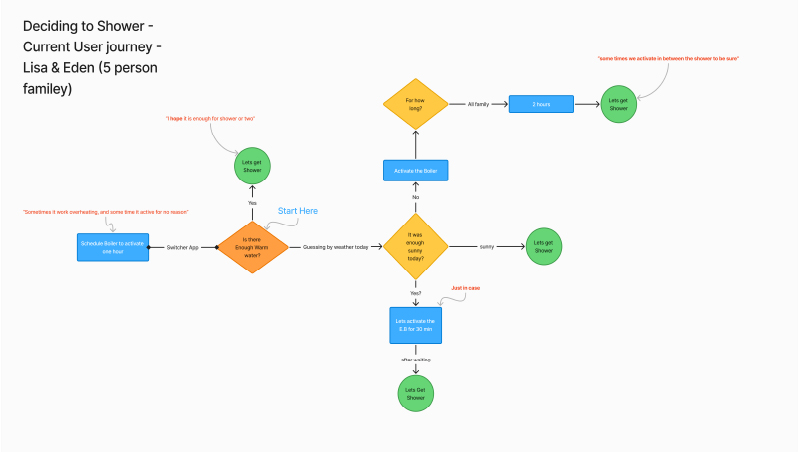 Deciding to Shower -
Current User journey -
Lisa & Eden (5 person
familey)
"some times we activate in between the shower to be sure"
For how
long?
All family
2 hours
Lets get
Shower
"I hope it is enough for shower or two"
Lets get
Shower
Activate the Boiler
Yes
No
Start Here
"Sometimes it work overheating, and some time it active for no reason"
Schedule Boiler to activate
one hour
Switcher App
Is there
Enough Warm
water?
Guessing by weather today
It was
enough
sunny
today?
sunny
Lets get
Shower
Yes?
Just in case
Lets activate the
E.B for 30 min
after waiting
Lets Get
Shower